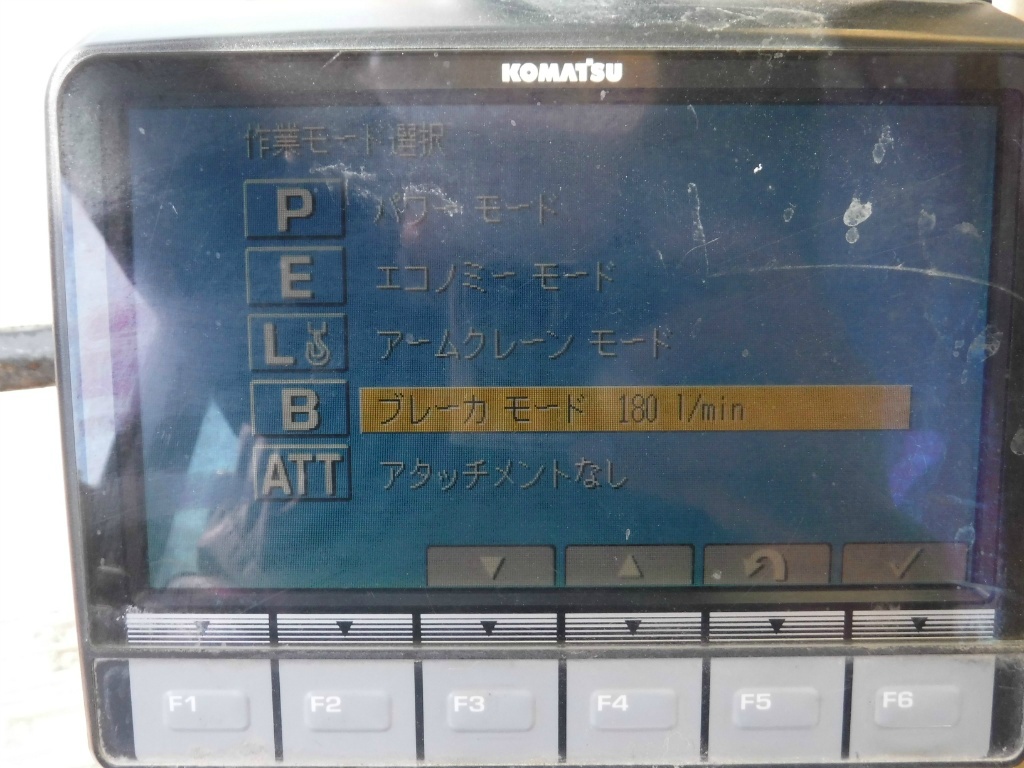 KOMATSU
作業モード選択
P パワー モード
E エコノミー モード
L アームクレーン モード
B ブレーカ モード 180 l/min
ATT アタッチメントなし
F1 F2 F3 F4 F5 F6